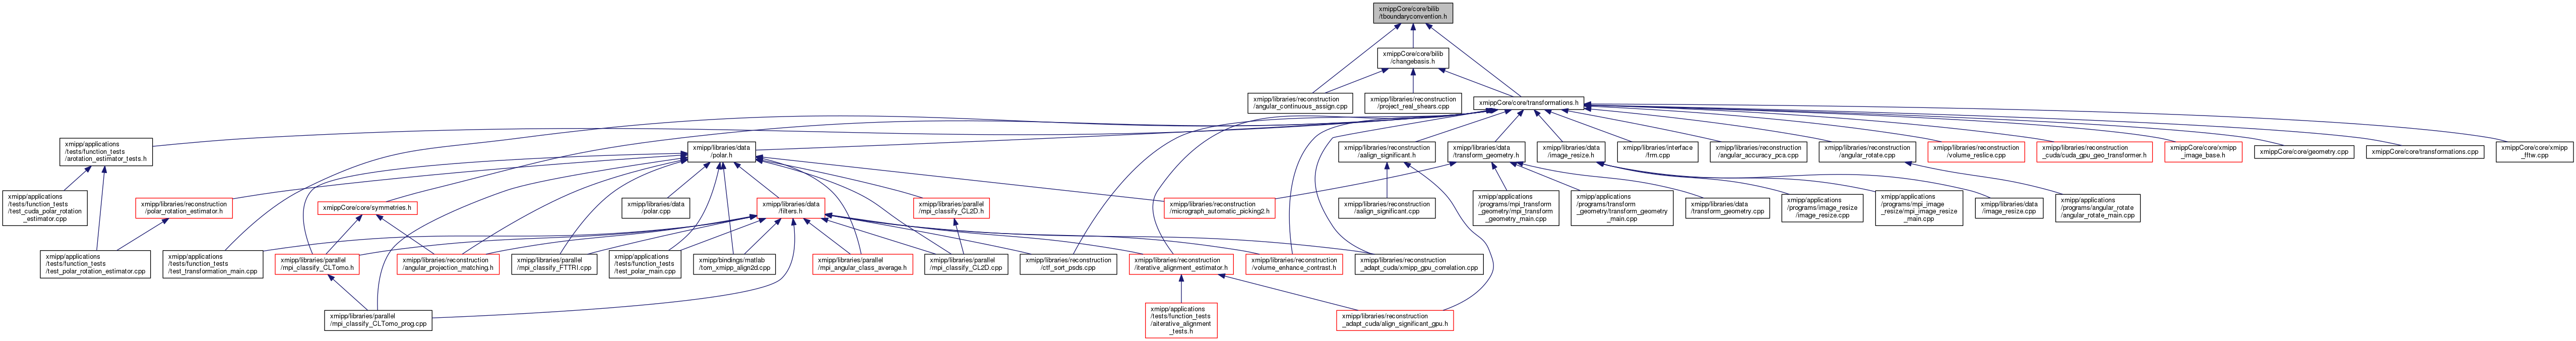 xmippCore/core/bilib
/tboundaryconvention.h
xmippCore/core/bilib
/changebasis.h
xmipp/libraries/reconstruction
/angular_continuous_assign.cpp
xmipp/libraries/reconstruction
/project_real_shears.cpp
xmippCore/core/transformations.h
xmipp/applications
/tests/function_tests
/arotation_estimator_tests.h
xmipp/libraries/data
/polar.h
xmipp/libraries/reconstruction
/aalign_significant.h
xmipp/libraries/data
/transform_geometry.h
xmipp/libraries/data
/image_resize.h
xmipp/libraries/interface
/frm.cpp
xmipp/libraries/reconstruction
/angular_accuracy_pca.cpp
xmipp/libraries/reconstruction
/angular_rotate.cpp
xmipp/libraries/reconstruction
/volume_reslice.cpp
xmipp/libraries/reconstruction
_cuda/cuda_gpu_geo_transformer.h
xmippCore/core/xmipp
_image_base.h
xmippCore/core/geometry.cpp
xmippCore/core/transformations.cpp
xmippCore/core/xmipp
_fftw.cpp
xmipp/applications
/tests/function_tests
/test_cuda_polar_rotation
_estimator.cpp
xmipp/libraries/reconstruction
/polar_rotation_estimator.h
xmippCore/core/symmetries.h
xmipp/libraries/data
/polar.cpp
xmipp/libraries/data
/filters.h
xmipp/libraries/parallel
/mpi_classify_CL2D.h
xmipp/libraries/reconstruction
/micrograph_automatic_picking2.h
xmipp/libraries/reconstruction
/aalign_significant.cpp
xmipp/applications
/programs/mpi_transform
_geometry/mpi_transform
_geometry_main.cpp
xmipp/applications
/programs/transform
_geometry/transform_geometry
_main.cpp
xmipp/libraries/data
/transform_geometry.cpp
xmipp/applications
/programs/image_resize
/image_resize.cpp
xmipp/applications
/programs/mpi_image
_resize/mpi_image_resize
_main.cpp
xmipp/libraries/data
/image_resize.cpp
xmipp/applications
/programs/angular_rotate
/angular_rotate_main.cpp
xmipp/applications
/tests/function_tests
/test_polar_rotation_estimator.cpp
xmipp/applications
/tests/function_tests
/test_transformation_main.cpp
xmipp/libraries/parallel
/mpi_classify_CLTomo.h
xmipp/libraries/reconstruction
/angular_projection_matching.h
xmipp/libraries/parallel
/mpi_classify_FTTRI.cpp
xmipp/applications
/tests/function_tests
/test_polar_main.cpp
xmipp/bindings/matlab
/tom_xmipp_align2d.cpp
xmipp/libraries/parallel
/mpi_angular_class_average.h
xmipp/libraries/parallel
/mpi_classify_CL2D.cpp
xmipp/libraries/reconstruction
/ctf_sort_psds.cpp
xmipp/libraries/reconstruction
/iterative_alignment_estimator.h
xmipp/libraries/reconstruction
/volume_enhance_contrast.h
xmipp/libraries/reconstruction
_adapt_cuda/xmipp_gpu_correlation.cpp
xmipp/libraries/parallel
/mpi_classify_CLTomo_prog.cpp
xmipp/applications
/tests/function_tests
/aiterative_alignment
_tests.h
xmipp/libraries/reconstruction
_adapt_cuda/align_significant_gpu.h